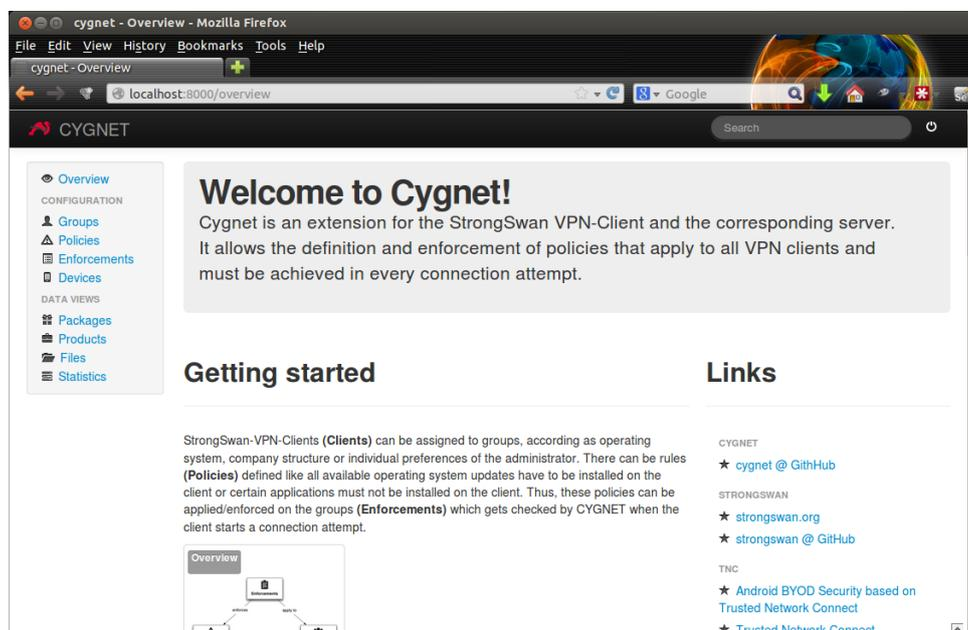 cygnet - Overview - Mozilla Firefox
File Edit View History Bookmarks Tools Help
cygnet - Overview
localhost:8000/overview
Google
CYGNET
Search
Overview
CONFIGURATION
Groups
Policies
Enforcements
Devices
DATA VIEWS
Packages
Products
Files
Statistics
Welcome to Cygnet!
Cygnet is an extension for the StrongSwan VPN-Client and the corresponding server.
It allows the definition and enforcement of policies that apply to all VPN clients and
must be achieved in every connection attempt.
Getting started
StrongSwan-VPN-Clients (Clients) can be assigned to groups, according as operating
system, company structure or individual preferences of the administrator. There can be rules
(Policies) defined like all available operating system updates have to be installed on the
client or certain applications must not be installed on the client. Thus, these policies can be
applied/enforced on the groups (Enforcements) which gets checked by CYGNET when the
client starts a connection attempt.
Overview
Enforcements
enforces
apply to
Links
CYGNET
cygnet @ GithHub
STRONGSWAN
strongswan.org
strongswan @ GitHub
TNC
Android BYOD Security based on
Trusted Network Connect
Trusted Network Connect